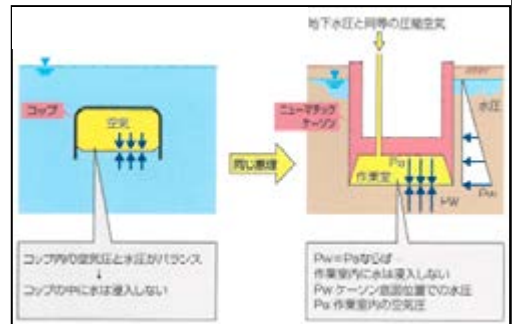 地下水圧と同等の圧縮空気
コップ
空気
同じ原理
ニューマチック
ケーソン
水圧
Pa
作業室
Pw
Pw
コップ内の空気圧と水圧がバランス
↓
コップの中に水は浸入しない
Pw=Paならば
作業室内に水は浸入しない
Pw ケーソン底面位置での水圧
Pa 作業室内の空気圧